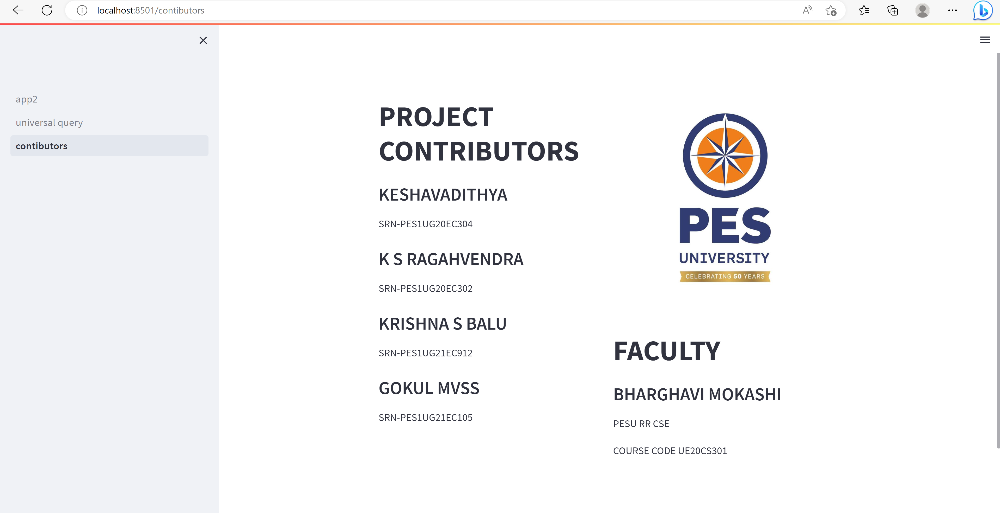 localhost:8501/contibutors
app2
universal query
contibutors
PROJECT
CONTRIBUTORS
KESHAVADITHYA
SRN-PES1UG20EC304
K S RAGAHVENDRA
SRN-PES1UG20EC302
KRISHNA S BALU
SRN-PES1UG21EC912
GOKUL MVSS
SRN-PES1UG21EC105
PES
UNIVERSITY
CELEBRATING 50 YEARS
FACULTY
BHARGHAVI MOKASHI
PESU RR CSE
COURSE CODE UE20CS301